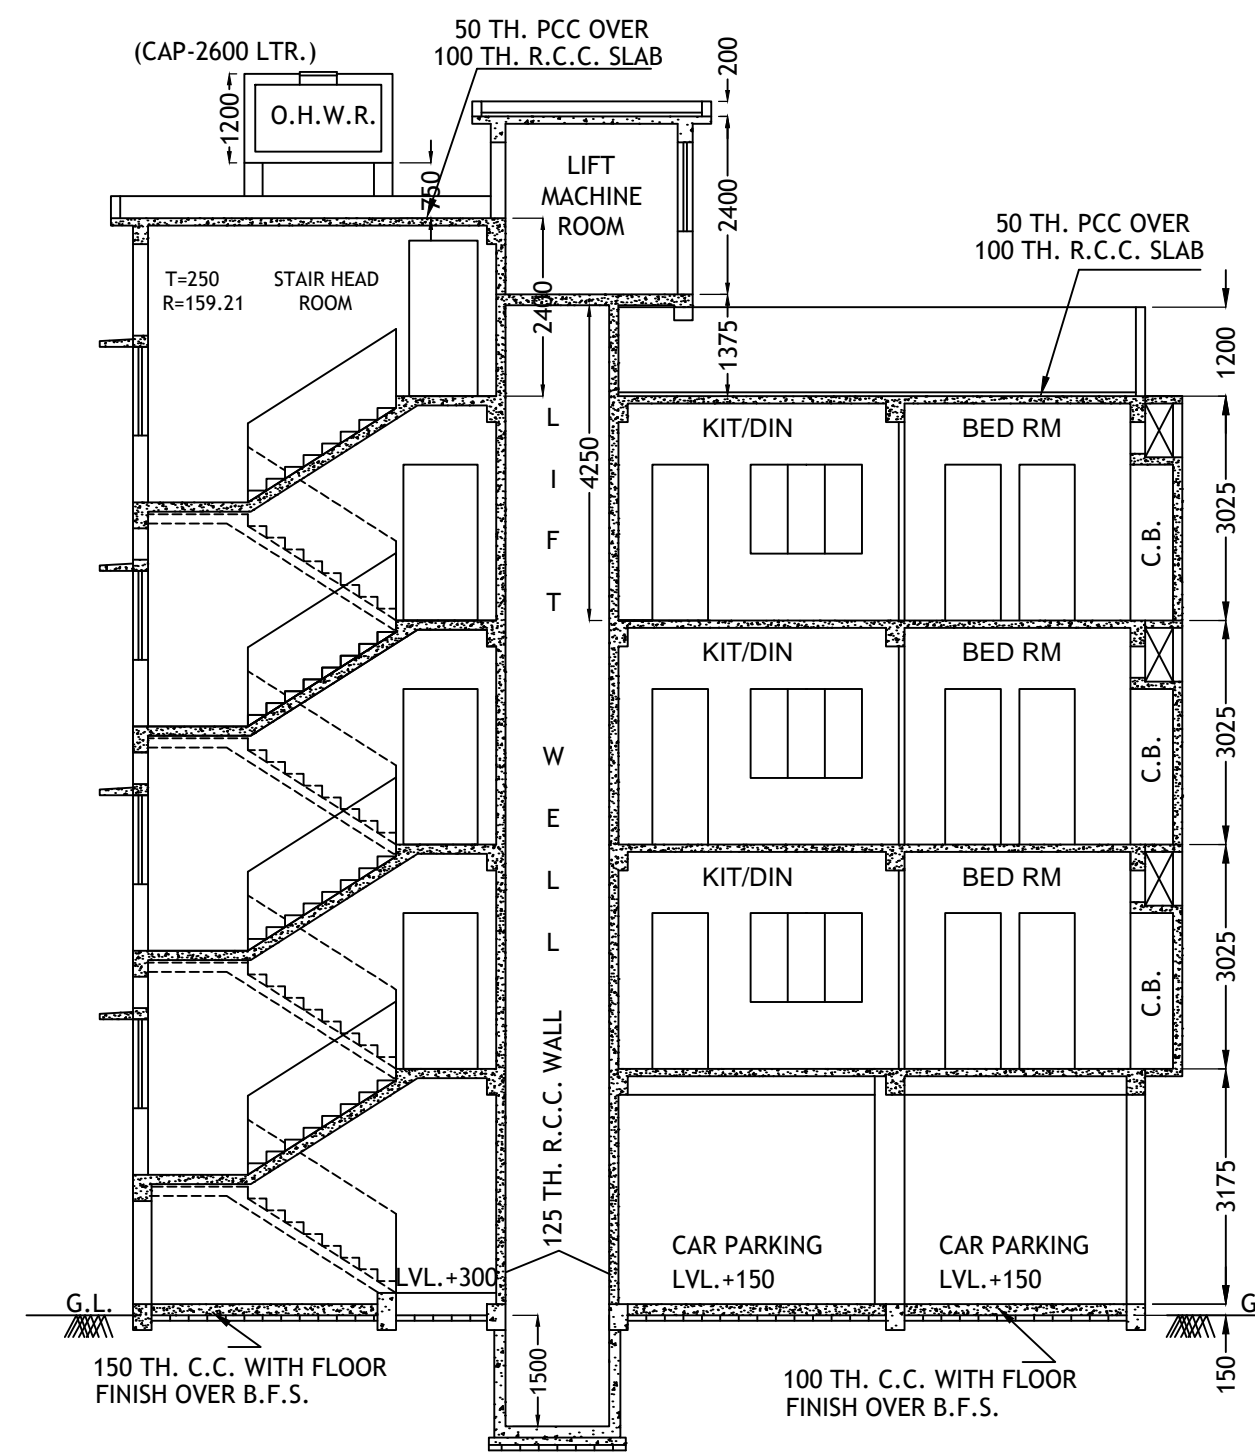 50 TH. PCC OVER
100 TH. R.C.C. SLAB
(CAP-2600 LTR.)
O.H.W.R.
1200
750
200
LIFT
MACHINE
ROOM
2400
50 TH. PCC OVER
100 TH. R.C.C. SLAB
T=250
R=159.21
STAIR HEAD
ROOM
2400
1375
1200
LIFT
4250
KIT/DIN
BED RM
C.B.
3025
KIT/DIN
BED RM
C.B.
3025
WELL
KIT/DIN
BED RM
C.B.
3025
125 TH. R.C.C. WALL
3175
CAR PARKING
LVL.+150
CAR PARKING
LVL.+150
LVL.+300
G.L.
G
150 TH. C.C. WITH FLOOR
FINISH OVER B.F.S.
1500
100 TH. C.C. WITH FLOOR
FINISH OVER B.F.S.
150